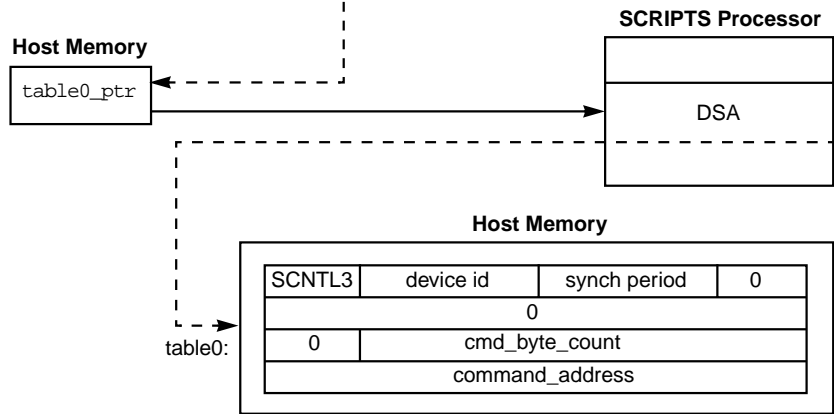 SCRIPTS Processor
Host Memory
table0_ptr
DSA
Host Memory
SCNTL3 device id synch period 0
0
table0:
0 cmd_byte_count
command_address